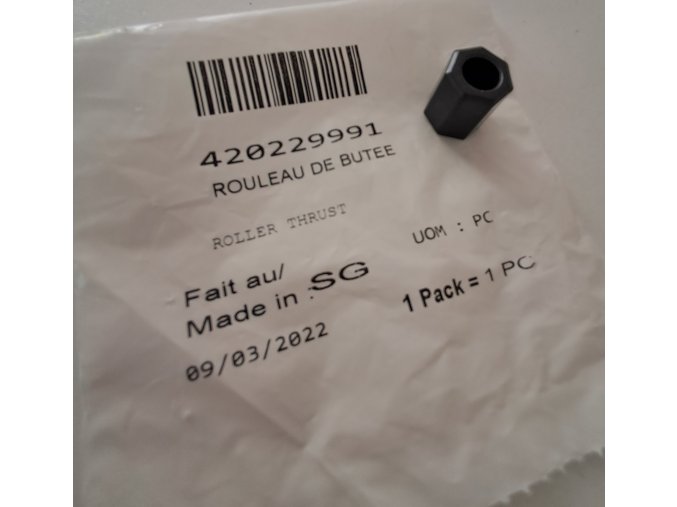 420229991
ROULEAU DE BUTEE
ROLLER THRUST
UOM : PC
Fait au/
Made in : SG
1 Pack = 1 PC
09/03/2022